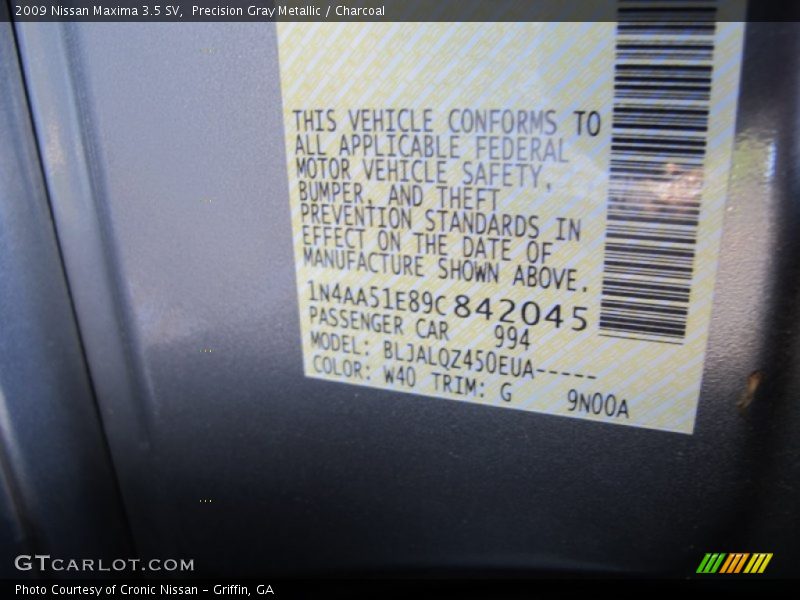 2009 Nissan Maxima 3.5 SV,  Precision Gray Metallic / Charcoal
THIS VEHICLE CONFORMS TO
ALL APPLICABLE FEDERAL
MOTOR VEHICLE SAFETY,
BUMPER, AND THEFT
PREVENTION STANDARDS IN
EFFECT ON THE DATE OF
MANUFACTURE SHOWN ABOVE.
1N4AA51E89C842045
PASSENGER CAR 994
MODEL: BLJALQZ450EUA-----
COLOR: W40 TRIM: G 9N00A
GTCARLOT.COM
Photo Courtesy of Cronic Nissan – Griffin, GA